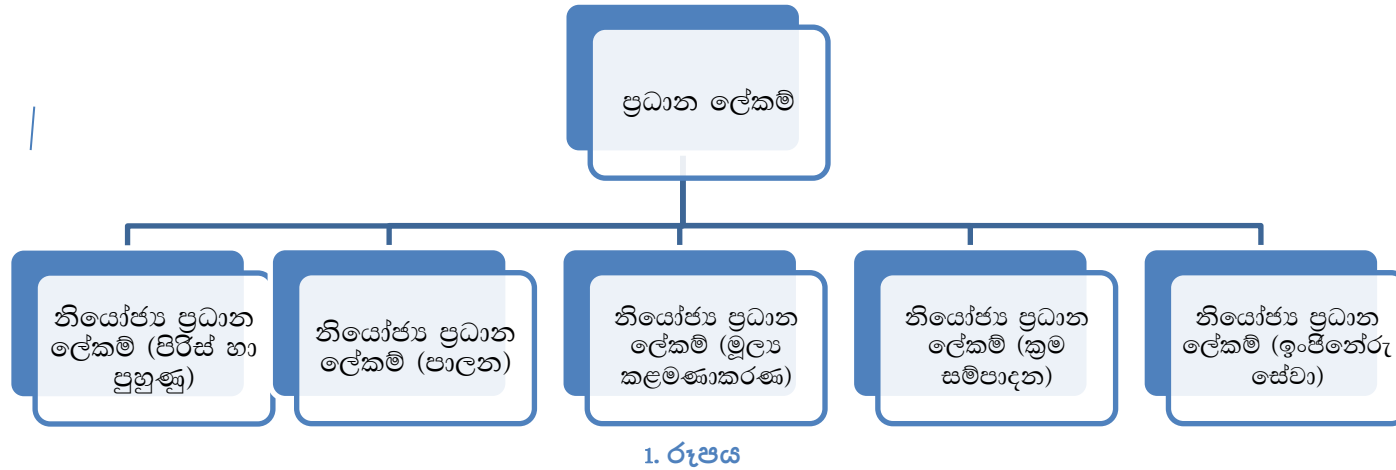 ප්‍රධාන ලේකම්
නියෝජ්‍ය ප්‍රධාන
ලේකම් (පිරිස් හා
පුහුණු)
නියෝජ්‍ය ප්‍රධාන
ලේකම් (පාලන)
නියෝජ්‍ය ප්‍රධාන
ලේකම් (මූල්‍ය
කළමණාකරණ)
නියෝජ්‍ය ප්‍රධාන
ලේකම් (ක්‍රම
සම්පාදන)
නියෝජ්‍ය ප්‍රධාන
ලේකම් (ඉංජිනේරු
සේවා)
1. රූපය